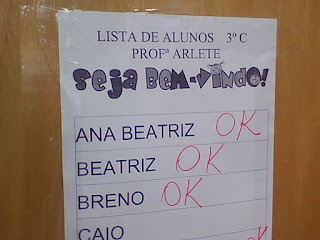 LISTA DE ALUNOS 3º C
PROFª ARLETE
SEJA BEM-VINDO!
ANA BEATRIZ OK
BEATRIZ OK
BRENO OK
CAIO